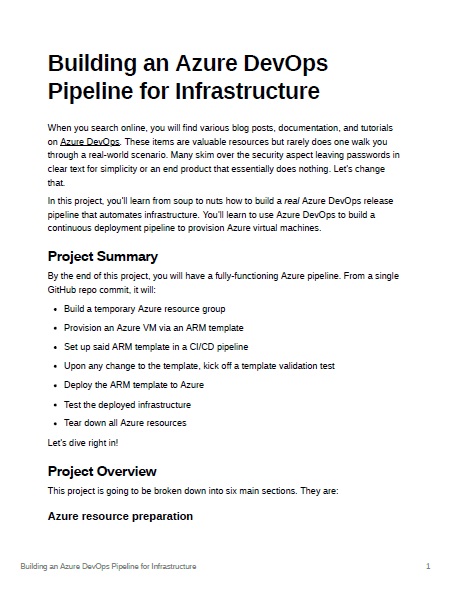 Building an Azure DevOps
Pipeline for Infrastructure
When you search online, you will find various blog posts, documentation, and tutorials
on Azure DevOps. These items are valuable resources but rarely does one walk you
through a real-world scenario. Many skim over the security aspect leaving passwords in
clear text for simplicity or an end product that essentially does nothing. Let's change
that.
In this project, you'll learn from soup to nuts how to build a real Azure DevOps release
pipeline that automates infrastructure. You'll learn to use Azure DevOps to build a
continuous deployment pipeline to provision Azure virtual machines.
Project Summary
By the end of this project, you will have a fully-functioning Azure pipeline. From a single
GitHub repo commit, it will:
• Build a temporary Azure resource group
• Provision an Azure VM via an ARM template
• Set up said ARM template in a CI/CD pipeline
• Upon any change to the template, kick off a template validation test
• Deploy the ARM template to Azure
• Test the deployed infrastructure
• Tear down all Azure resources
Let's dive right in!
Project Overview
This project is going to be broken down into six main sections. They are:
Azure resource preparation
Building an Azure DevOps Pipeline for Infrastructure 1